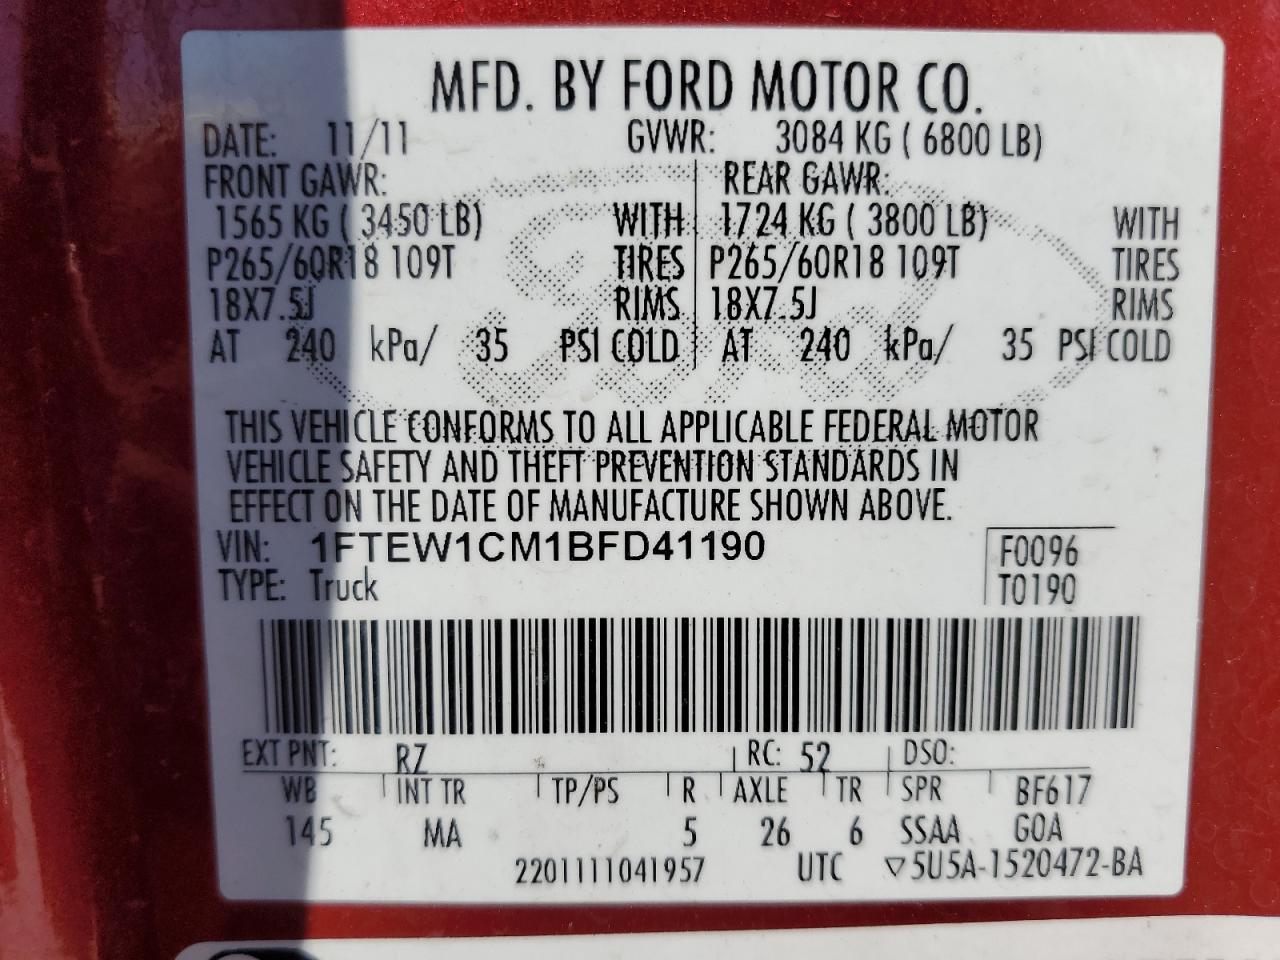 MFD. BY FORD MOTOR CO.
DATE: 11/11 GVWR: 3084 KG ( 6800 LB)
FRONT GAWR: REAR GAWR:
1565 KG ( 3450 LB) WITH 1724 KG ( 3800 LB) WITH
P265/60R18 109T TIRES P265/60R18 109T TIRES
18X7.5J RIMS 18X7.5J RIMS
AT 240 kPa/ 35 PSI COLD AT 240 kPa/ 35 PSI COLD
THIS VEHICLE CONFORMS TO ALL APPLICABLE FEDERAL MOTOR
VEHICLE SAFETY AND THEFT PREVENTION STANDARDS IN
EFFECT ON THE DATE OF MANUFACTURE SHOWN ABOVE.
VIN: 1FTEW1CM1BFD41190 F0096
TYPE: Truck T0190
EXT PNT: RZ RC: 52 DSO:
WB INT TR TP/PS R AXLE TR SPR BF617
145 MA 5 26 6 SSAA GOA
2201111041957 UTC ▽5U5A-1520472-BA